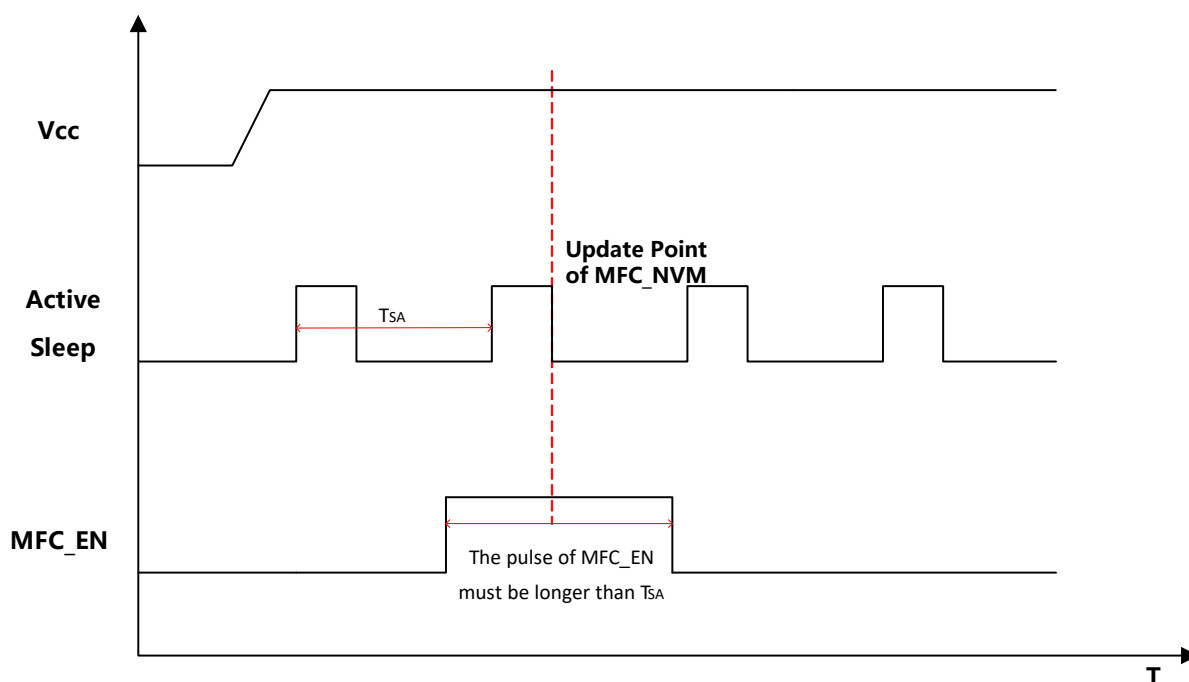 Vcc
Update Point
of MFC_NVM
Active
TSA
Sleep
MFC_EN
The pulse of MFC_EN
must be longer than TSA
T